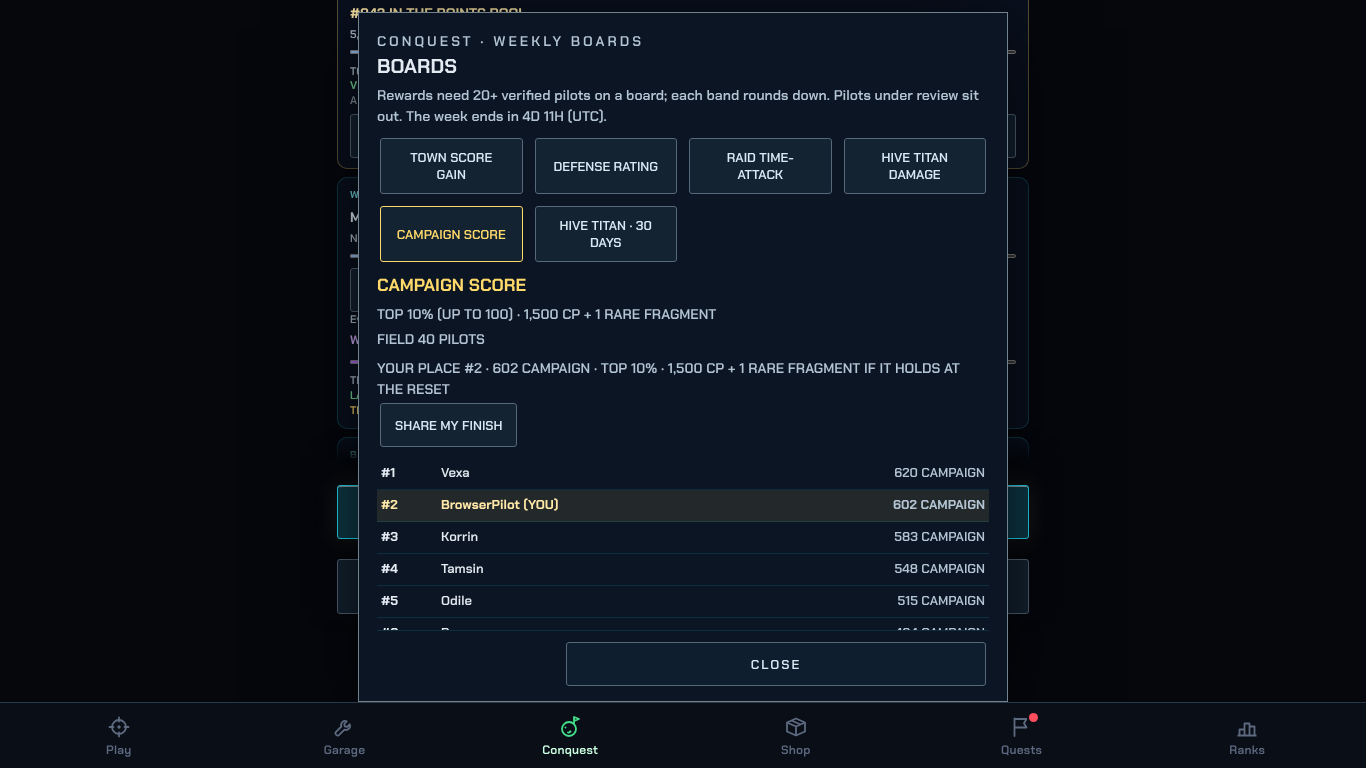 CONQUEST · WEEKLY BOARDS
BOARDS
Rewards need 20+ verified pilots on a board; each band rounds down. Pilots under review sit
out. The week ends in 4D 11H (UTC).
TOWN SCORE
GAIN
DEFENSE RATING
RAID TIME-
ATTACK
HIVE TITAN
DAMAGE
CAMPAIGN SCORE
HIVE TITAN · 30
DAYS
CAMPAIGN SCORE
TOP 10% (UP TO 100) · 1,500 CP + 1 RARE FRAGMENT
FIELD 40 PILOTS
YOUR PLACE #2 · 602 CAMPAIGN · TOP 10% · 1,500 CP + 1 RARE FRAGMENT IF IT HOLDS AT
THE RESET
SHARE MY FINISH
#1 Vexa 620 CAMPAIGN
#2 BrowserPilot (YOU) 602 CAMPAIGN
#3 Korrin 583 CAMPAIGN
#4 Tamsin 548 CAMPAIGN
#5 Odile 515 CAMPAIGN
CLOSE
Play
Garage
Conquest
Shop
Quests
Ranks